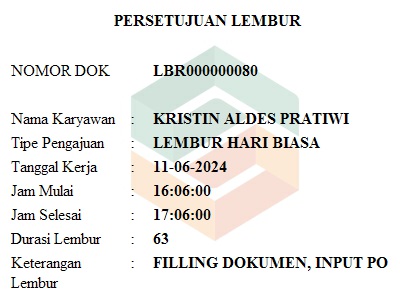 PERSETUJUAN LEMBUR
NOMOR DOK LBR000000080
Nama Karyawan : KRISTIN ALDES PRATIWI
Tipe Pengajuan : LEMBUR HARI BIASA
Tanggal Kerja : 11-06-2024
Jam Mulai : 16:06:00
Jam Selesai : 17:06:00
Durasi Lembur : 63
Keterangan : FILLING DOKUMEN, INPUT PO
Lembur